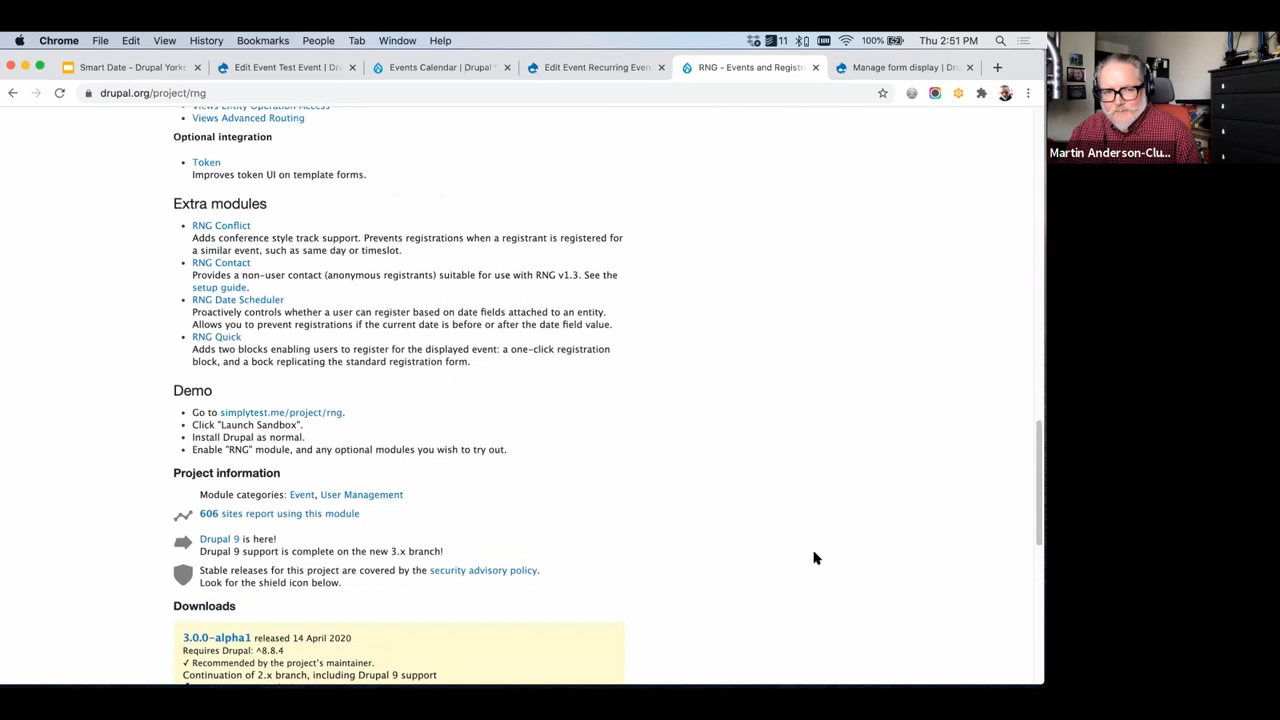 Chrome File Edit View History Bookmarks People Tab Window Help
11 100% Thu 2:51 PM
Smart Date - Drupal Yorks
Edit Event Test Event | Dru
Events Calendar | Drupal
Edit Event Recurring Even
RNG - Events and Registra
Manage form display | Dru
drupal.org/project/rng
Martin Anderson-Clu...
Views Entity Operation Access
Views Advanced Routing
Optional integration
Token
Improves token UI on template forms.
Extra modules
RNG Conflict
Adds conference style track support. Prevents registrations when a registrant is registered for
a similar event, such as same day or timeslot.
RNG Contact
Provides a non-user contact (anonymous registrants) suitable for use with RNG v1.3. See the
setup guide.
RNG Date Scheduler
Proactively controls whether a user can register based on date fields attached to an entity.
Allows you to prevent registrations if the current date is before or after the date field value.
RNG Quick
Adds two blocks enabling users to register for the displayed event: a one-click registration
block, and a bock replicating the standard registration form.
Demo
Go to simplytest.me/project/rng.
Click "Launch Sandbox".
Install Drupal as normal.
Enable "RNG" module, and any optional modules you wish to try out.
Project information
Module categories: Event, User Management
606 sites report using this module
Drupal 9 is here!
Drupal 9 support is complete on the new 3.x branch!
Stable releases for this project are covered by the security advisory policy.
Look for the shield icon below.
Downloads
3.0.0-alpha1 released 14 April 2020
Requires Drupal: ^8.8.4
✓ Recommended by the project's maintainer.
Continuation of 2.x branch, including Drupal 9 support